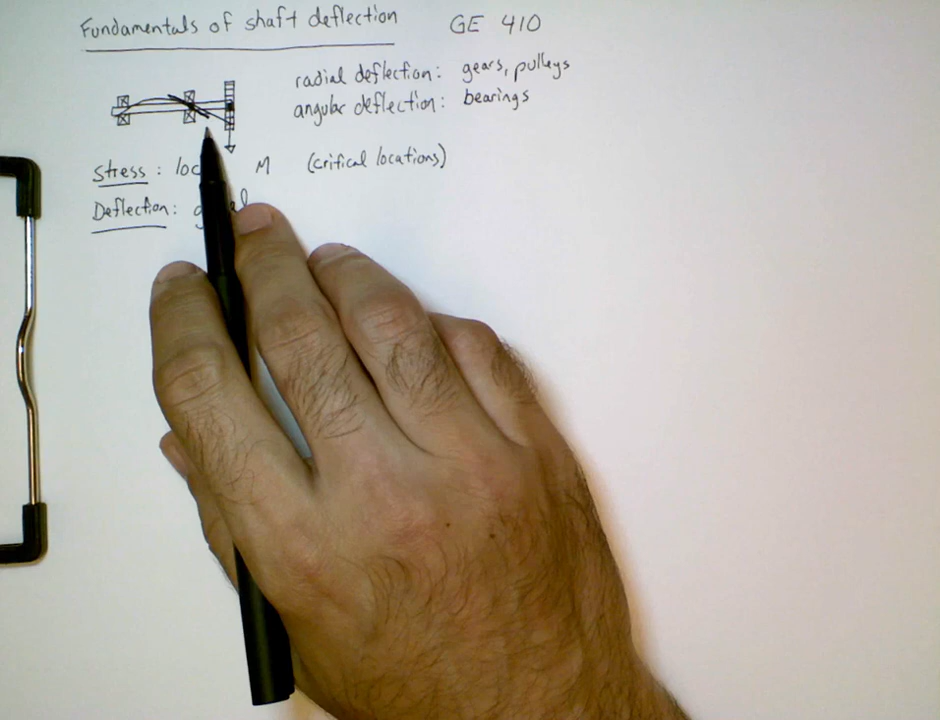 Fundamentals of shaft deflection GE 410
radial deflection: gears, pulleys
angular deflection: bearings
Stress: M (critical locations)
Deflection: